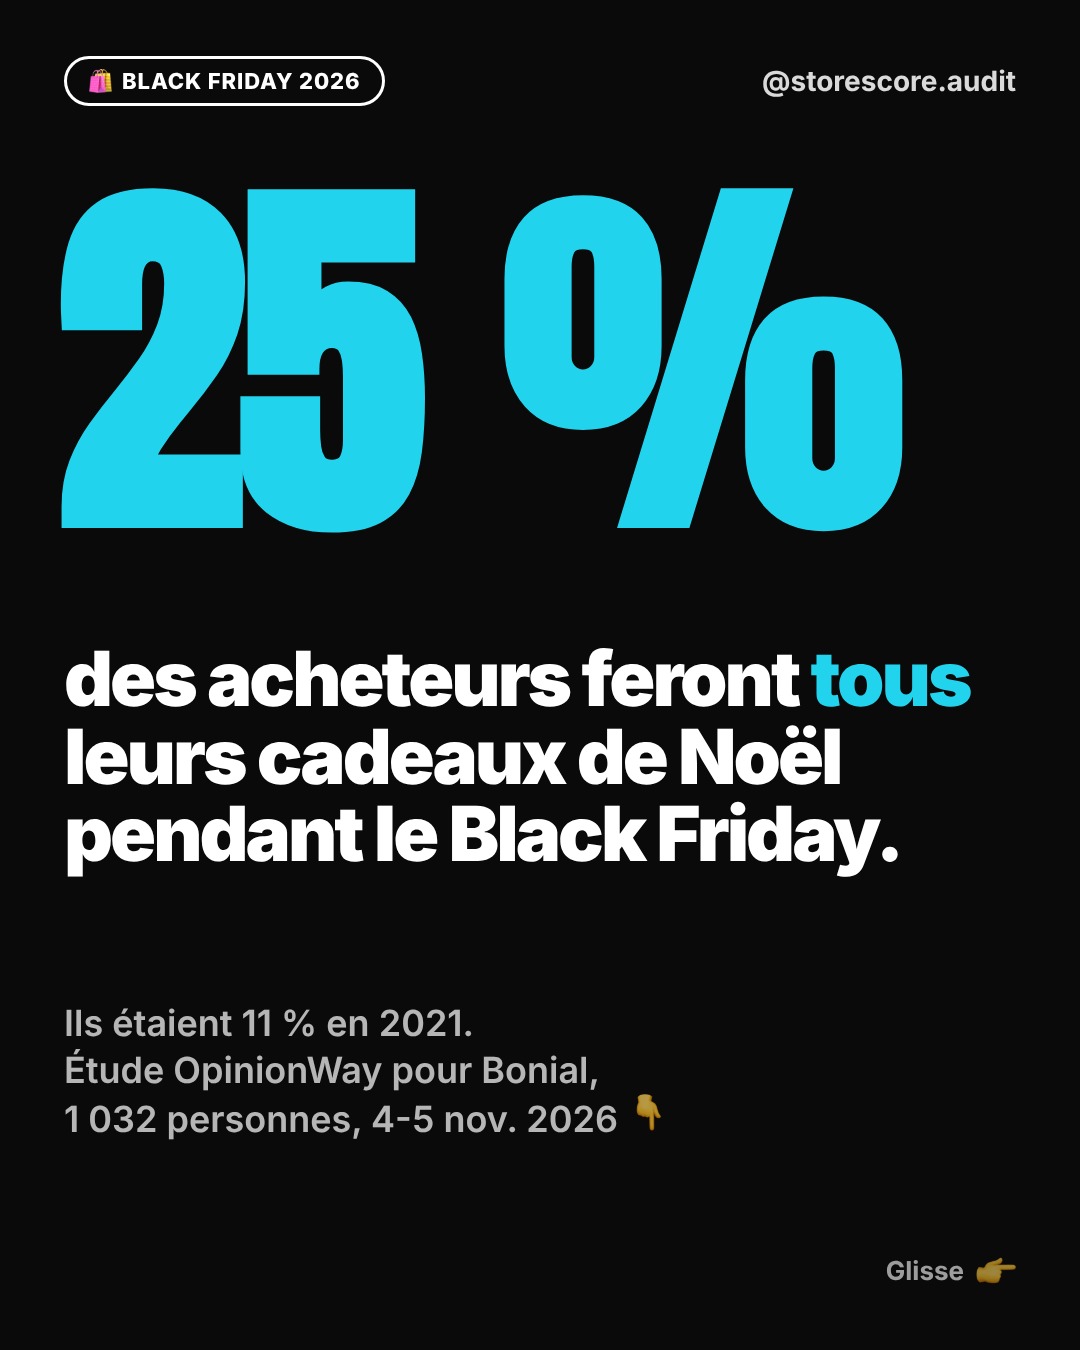 🛍️ BLACK FRIDAY 2026
@storescore.audit
25 %
des acheteurs feront tous
leurs cadeaux de Noël
pendant le Black Friday.
Ils étaient 11 % en 2021.
Étude OpinionWay pour Bonial,
1 032 personnes, 4-5 nov. 2026 👇
Glisse 👉